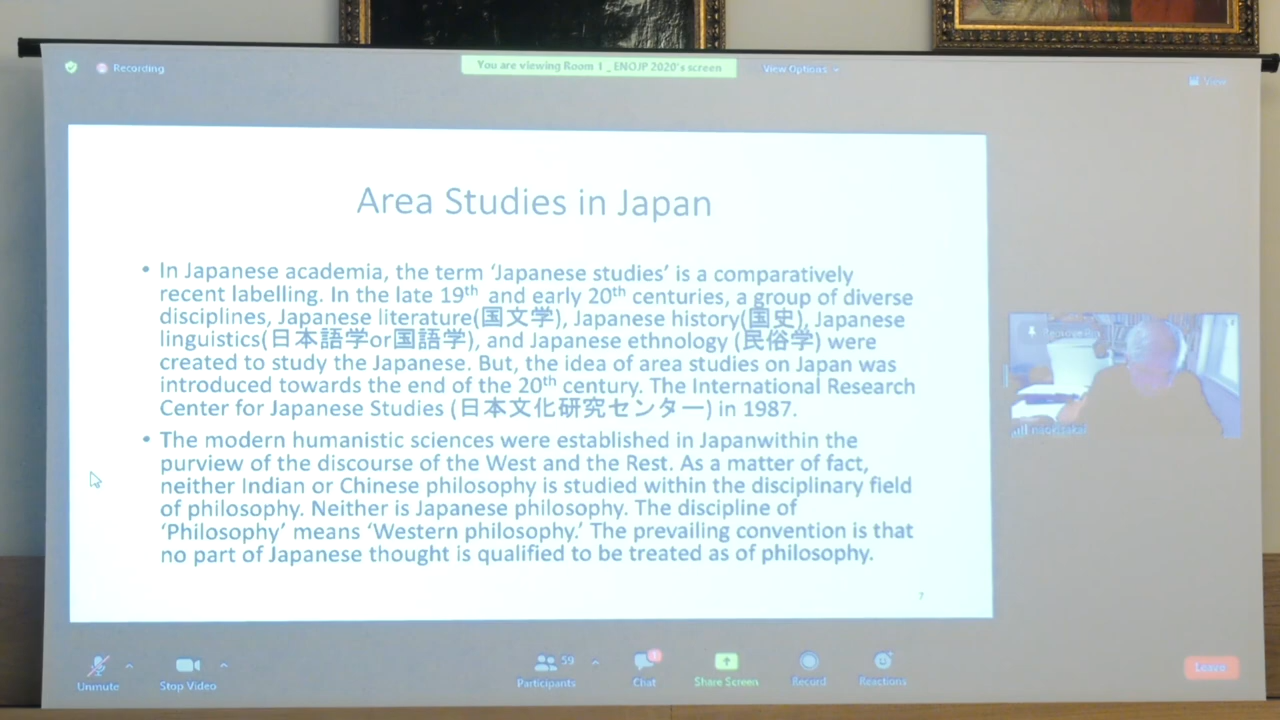 Recording
You are viewing Room 1 _ ENOJP 2020's screen
View Options
View
Area Studies in Japan
• In Japanese academia, the term 'Japanese studies' is a comparatively
recent labelling. In the late 19th and early 20th centuries, a group of diverse
disciplines, Japanese literature(国文学), Japanese history(国史), Japanese
linguistics(日本語学or国語学), and Japanese ethnology (民俗学) were
created to study the Japanese. But, the idea of area studies on Japan was
introduced towards the end of the 20th century. The International Research
Center for Japanese Studies (日本文化研究センター) in 1987.
• The modern humanistic sciences were established in Japanwithin the
purview of the discourse of the West and the Rest. As a matter of fact,
neither Indian or Chinese philosophy is studied within the disciplinary field
of philosophy. Neither is Japanese philosophy. The discipline of
'Philosophy' means 'Western philosophy.' The prevailing convention is that
no part of Japanese thought is qualified to be treated as of philosophy.
7
Unmute
Stop Video
59
Participants
1
Chat
Share Screen
Record
Reactions
Leave